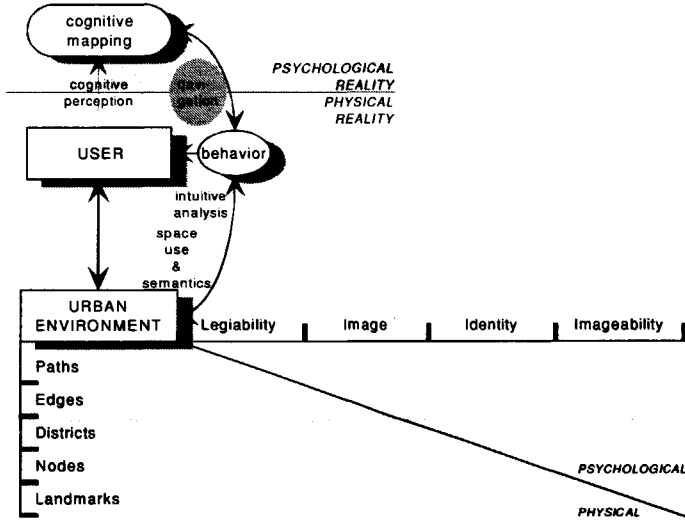 cognitive
mapping
PSYCHOLOGICAL
REALITY
cognitive
perception
PHYSICAL
REALITY
USER
behavior
intuitive
analysis
space
use
&
semantics
URBAN
ENVIRONMENT
Legiability
Image
Identity
Imageability
Paths
Edges
Districts
Nodes
Landmarks
PSYCHOLOGICAL
PHYSICAL